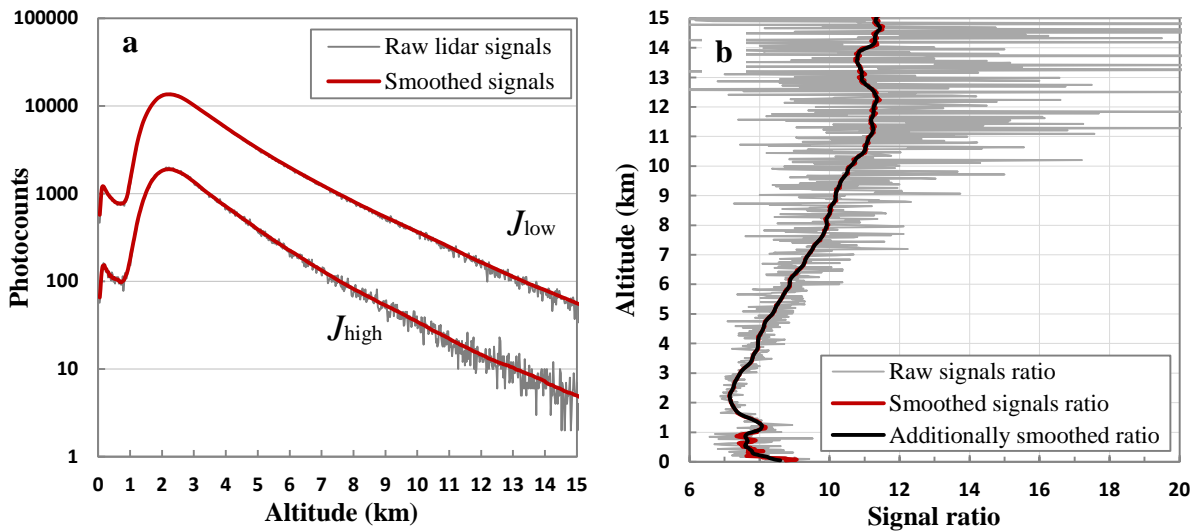 100000
10000
1000
100
10
1
Photocounts
a
Raw lidar signals
Smoothed signals
Jlow
Jhigh
0 1 2 3 4 5 6 7 8 9 10 11 12 13 14 15
Altitude (km)
15
14
13
12
11
10
9
8
7
6
5
4
3
2
1
0
Altitude (km)
b
Raw signals ratio
Smoothed signals ratio
Additionally smoothed ratio
6 8 10 12 14 16 18 20
Signal ratio